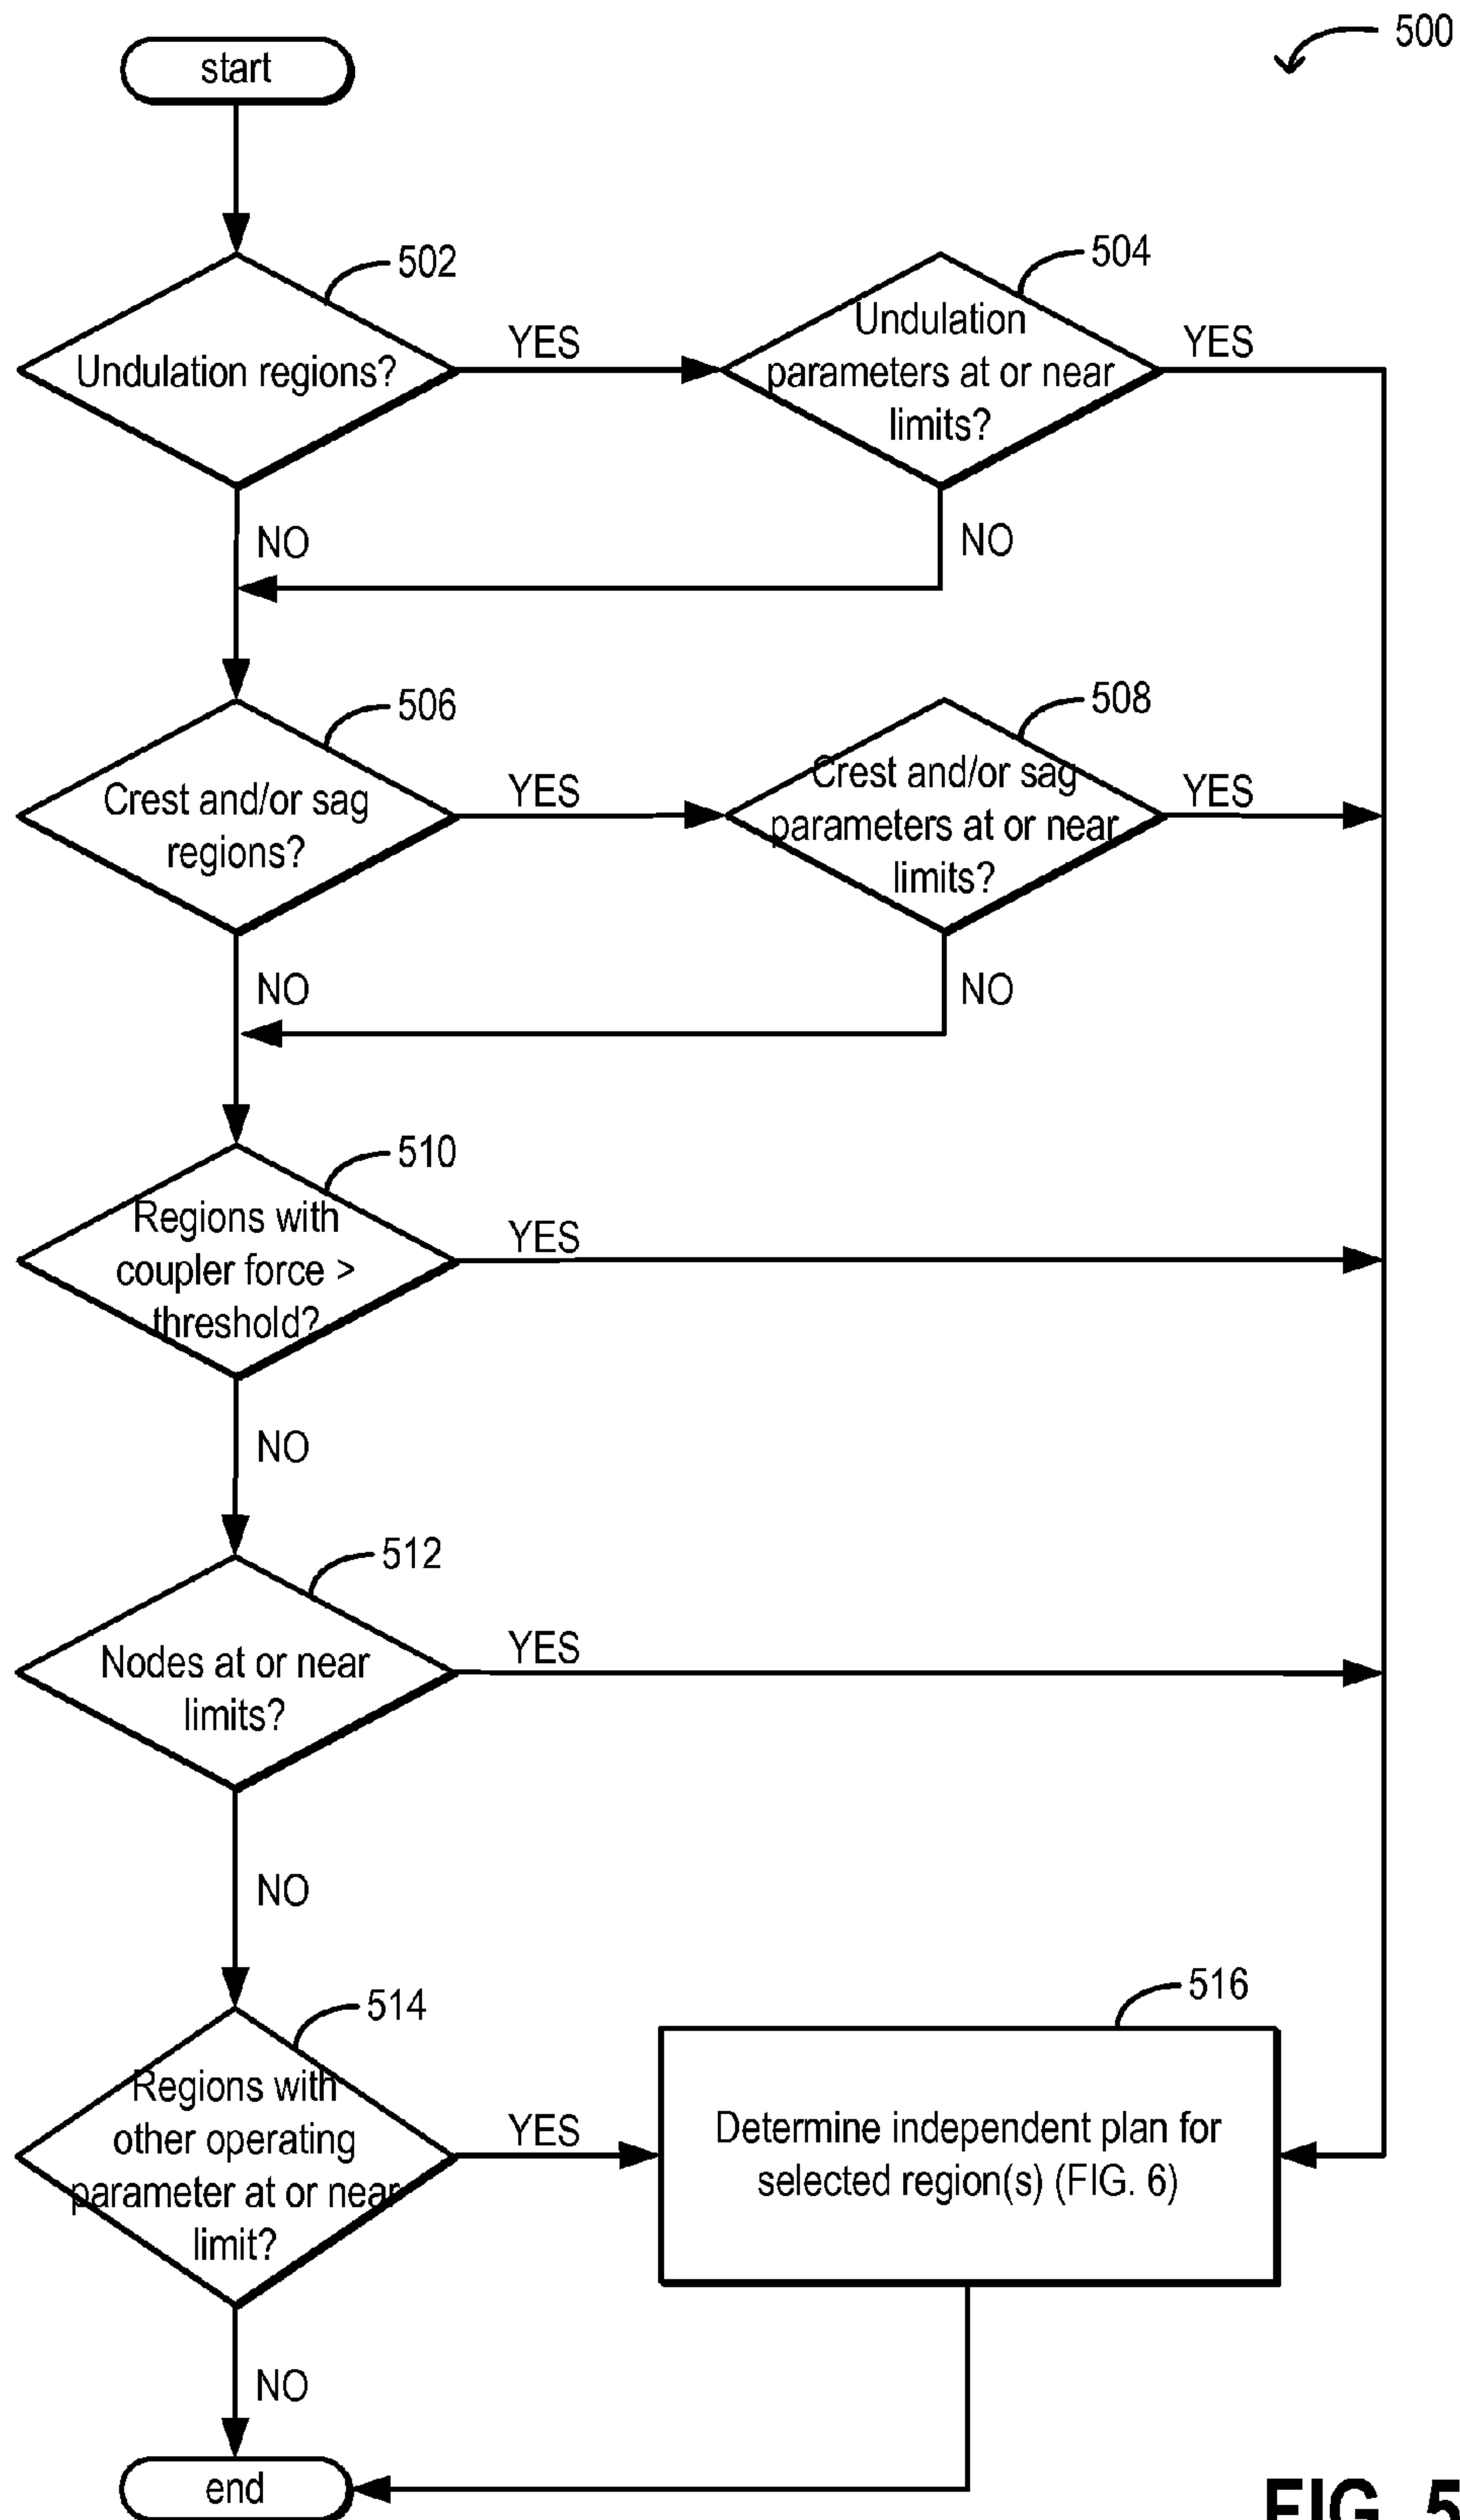 500
start
502
504
Undulation regions?
YES
Undulation
parameters at or near
limits?
YES
NO
NO
506
508
Crest and/or sag
regions?
YES
Crest and/or sag
parameters at or near
limits?
YES
NO
NO
510
Regions with
coupler force >
threshold?
YES
NO
512
Nodes at or near
limits?
YES
NO
514
516
Regions with
other operating
parameter at or near
limit?
YES
Determine independent plan for
selected region(s) (FIG. 6)
NO
end
FIG. 5